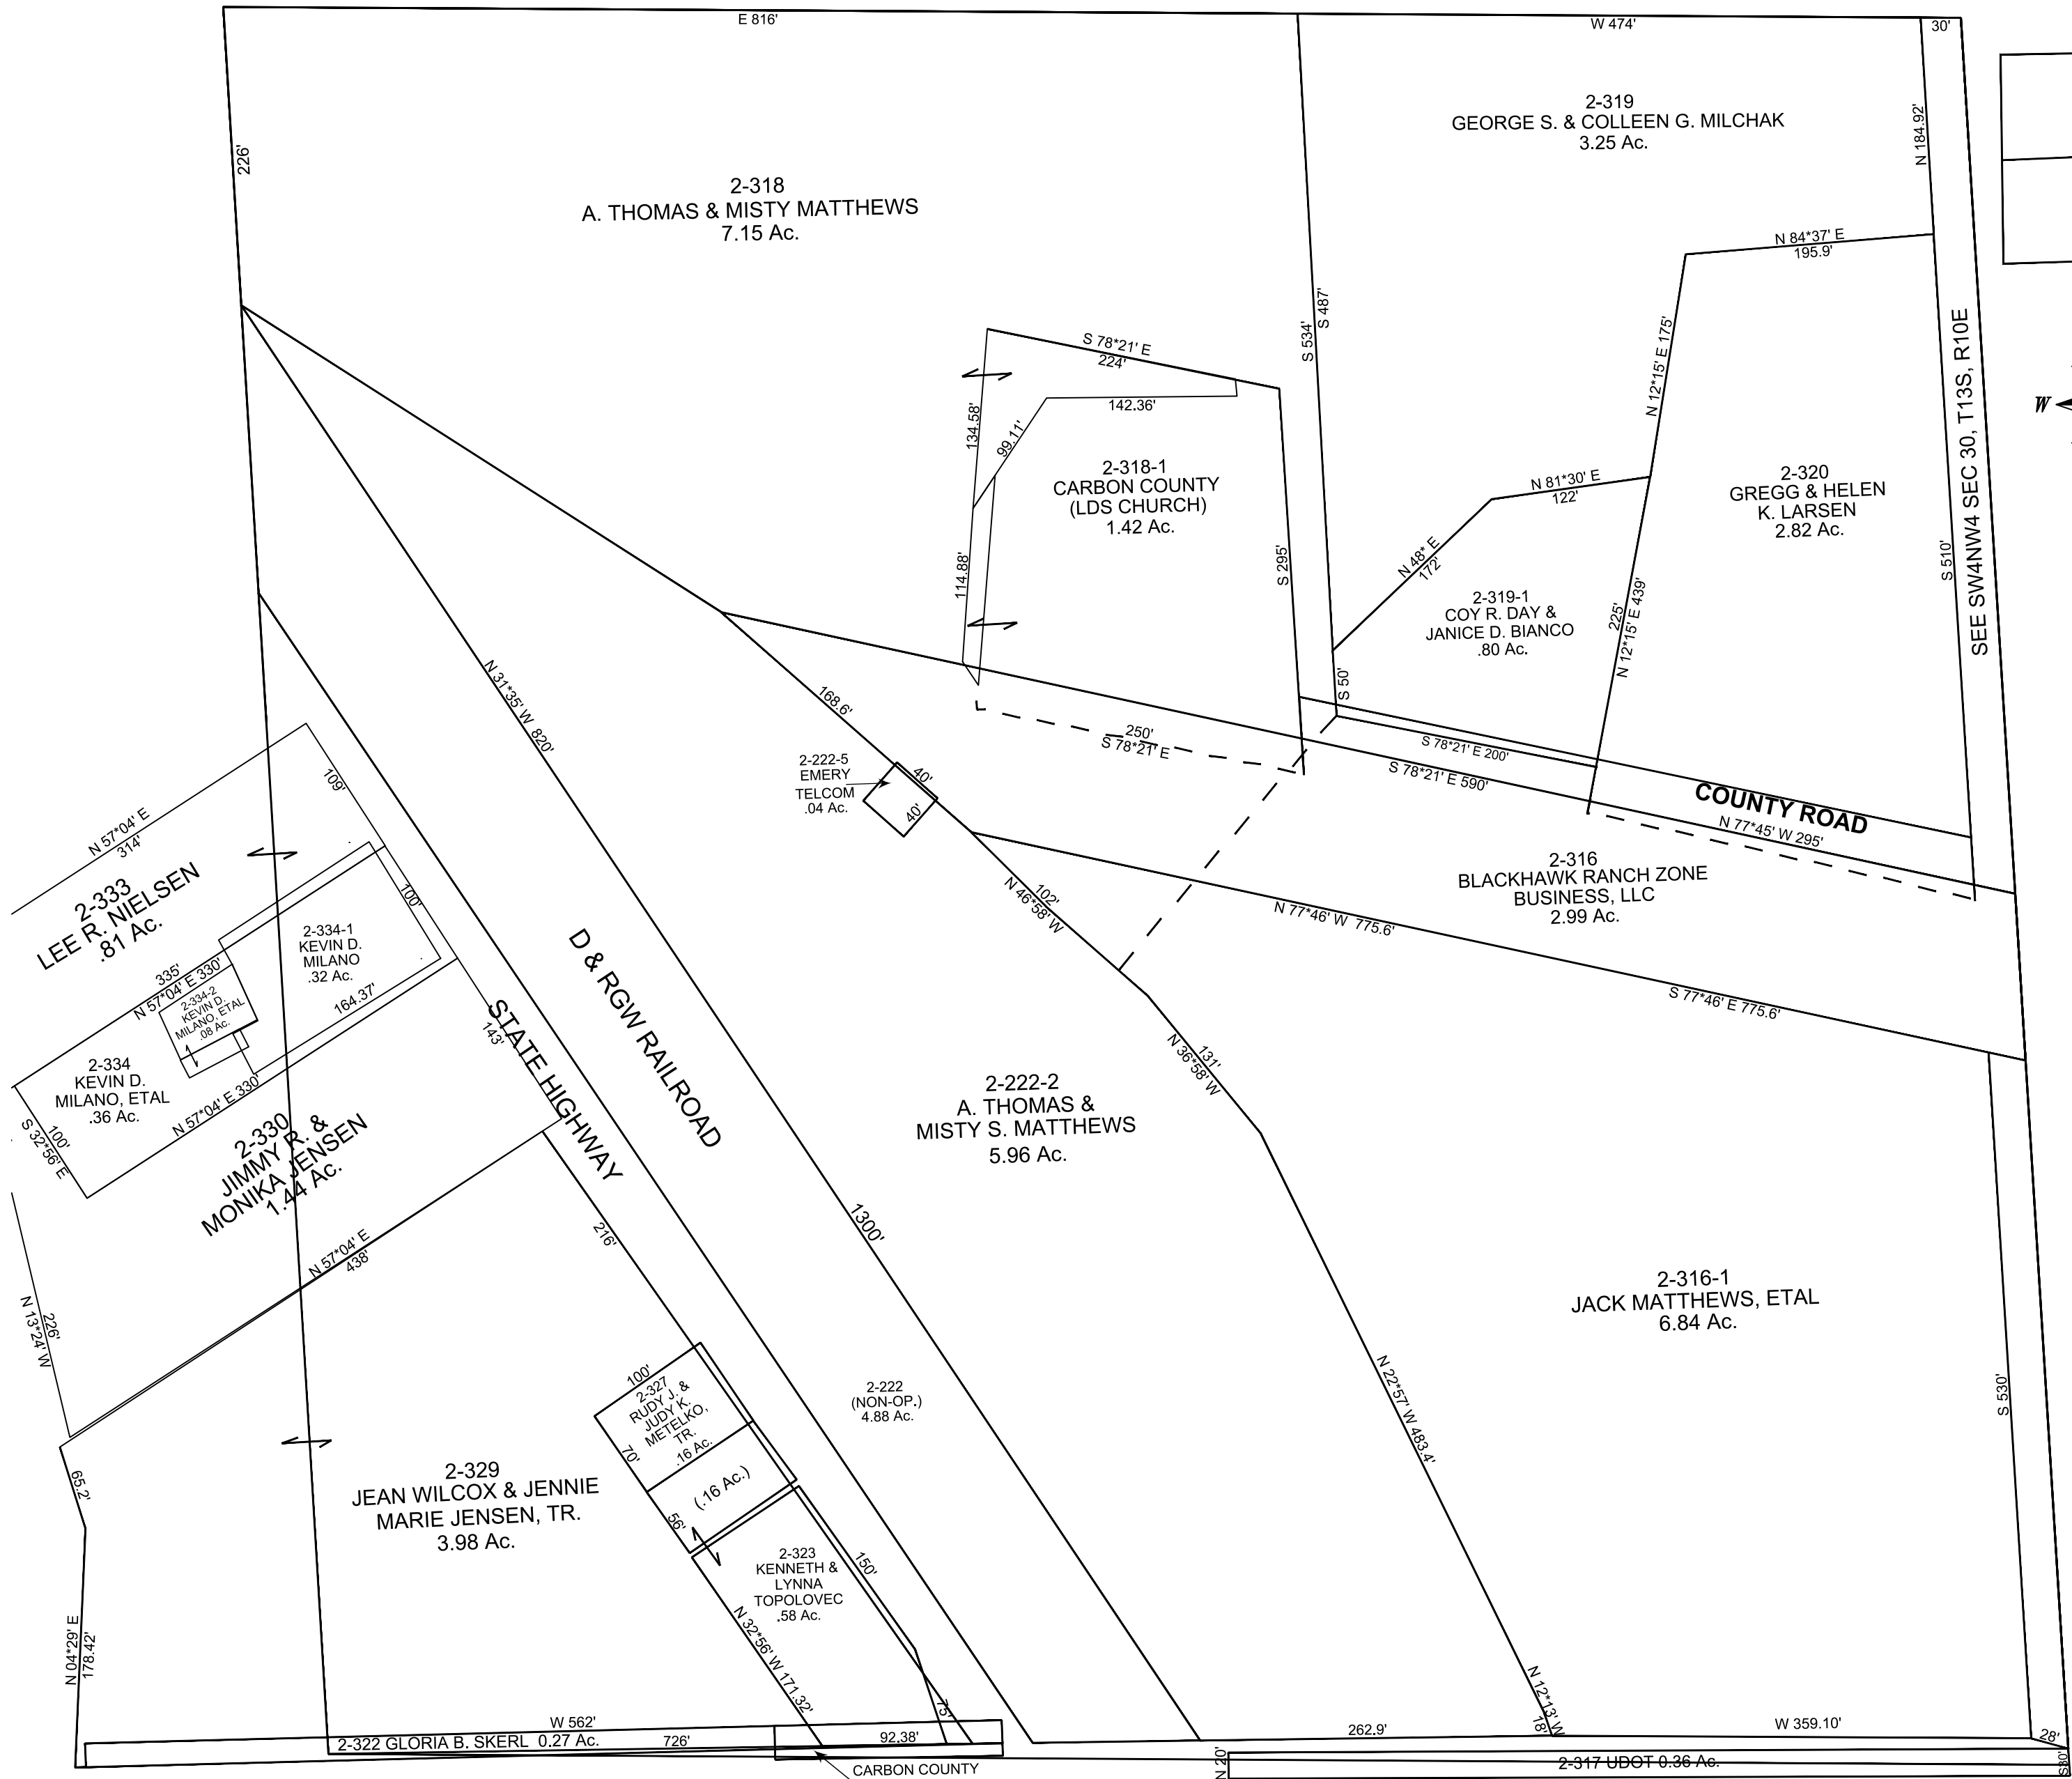 E 816'
W 474'
30'
226'
2-318
A. THOMAS & MISTY MATTHEWS
7.15 Ac.
2-319
GEORGE S. & COLLEEN G. MILCHAK
3.25 Ac.
N 184.92'
N 84*37' E
195.9'
S 534'
S 487'
N 12*15' E 175'
SEE SW4NW4 SEC 30, T13S, R10E
S 510'
W
S 78*21' E
224'
134.58'
99.11'
142.36'
114.88'
2-318-1
CARBON COUNTY
(LDS CHURCH)
1.42 Ac.
S 295'
N 81*30' E
122'
N 48* E
172'
2-319-1
COY R. DAY &
JANICE D. BIANCO
.80 Ac.
225'
N 12*15' E 439'
2-320
GREGG & HELEN
K. LARSEN
2.82 Ac.
S 50'
S 78*21' E 200'
S 78*21' E 590'
COUNTY ROAD
N 77*45' W 295'
250'
S 78*21' E
168.6'
2-222-5
EMERY
TELCOM
.04 Ac.
40'
40'
N 31*35' W 820'
2-316
BLACKHAWK RANCH ZONE
BUSINESS, LLC
2.99 Ac.
102'
N 46*58' W
N 77*46' W 775.6'
S 77*46' E 775.6'
109'
N 57*04' E
314'
2-333
LEE R. NIELSEN
.81 Ac.
100'
2-334-1
KEVIN D.
MILANO
.32 Ac.
335'
N 57*04' E 330'
2-334-2
KEVIN D.
MILANO, ETAL
.08 Ac.
164.37'
2-334
KEVIN D.
MILANO, ETAL
.36 Ac.
N 57*04' E 330'
100'
S 32*56' E
143'
STATE HIGHWAY
D & RGW RAILROAD
2-222-2
A. THOMAS &
MISTY S. MATTHEWS
5.96 Ac.
131'
N 36*58' W
2-330
JIMMY R. &
MONIKA JENSEN
1.44 Ac.
N 57*04' E
438'
216'
1300'
226'
N 13*24' W
2-316-1
JACK MATTHEWS, ETAL
6.84 Ac.
N 22*57' W 483.4'
S 530'
2-222
(NON-OP.)
4.88 Ac.
100'
2-327
RUDY J. &
JUDY K.
METELKO,
TR.
.16 Ac.
70'
(.16 Ac.)
56'
65.2'
2-329
JEAN WILCOX & JENNIE
MARIE JENSEN, TR.
3.98 Ac.
150'
2-323
KENNETH &
LYNNA
TOPOLOVEC
.58 Ac.
N 32*56' W 171.32'
N 04*29' E
178.42'
75'
N 12*13' W
18'
W 562'
2-322 GLORIA B. SKERL 0.27 Ac.
726'
92.38'
262.9'
W 359.10'
28'
N 20'
2-317 UDOT 0.36 Ac.
S30'
CARBON COUNTY